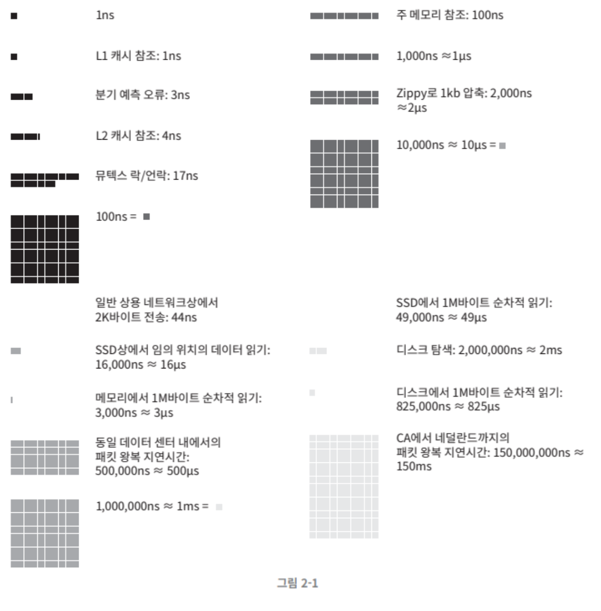 1ns
L1 캐시 참조: 1ns
분기 예측 오류: 3ns
L2 캐시 참조: 4ns
뮤텍스 락/언락: 17ns
100ns =
주 메모리 참조: 100ns
1,000ns ≈1μs
Zippy로 1kb 압축: 2,000ns
≈2μs
10,000ns ≈ 10μs =
일반 상용 네트워크상에서
2K바이트 전송: 44ns
SSD상에서 임의 위치의 데이터 읽기:
16,000ns ≈ 16μs
메모리에서 1M바이트 순차적 읽기:
3,000ns ≈ 3μs
동일 데이터 센터 내에서의
패킷 왕복 지연시간:
500,000ns ≈ 500μs
1,000,000ns ≈ 1ms =
SSD에서 1M바이트 순차적 읽기:
49,000ns ≈ 49μs
디스크 탐색: 2,000,000ns ≈ 2ms
디스크에서 1M바이트 순차적 읽기:
825,000ns ≈ 825μs
CA에서 네덜란드까지의
패킷 왕복 지연시간: 150,000,000ns ≈
150ms
그림 2-1